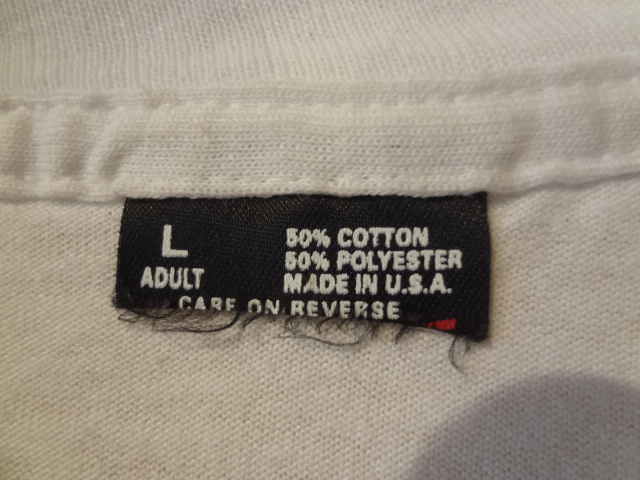 L
ADULT
50% COTTON
50% POLYESTER
MADE IN U.S.A.
CARE ON REVERSE